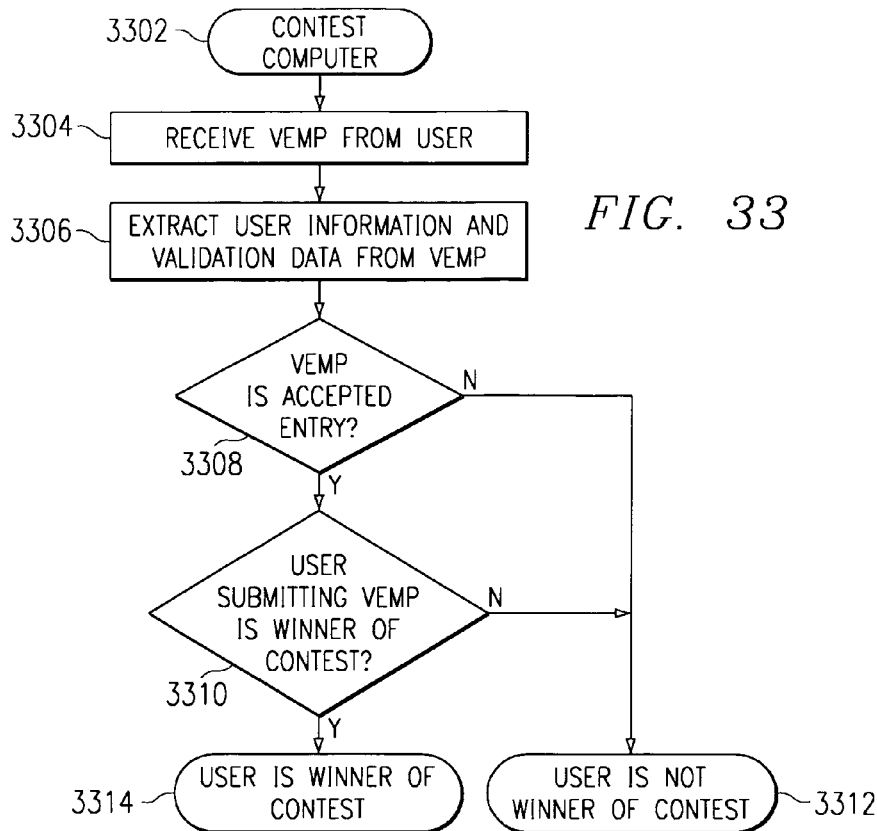 3302
CONTEST
COMPUTER
3304
RECEIVE VEMP FROM USER
3306
EXTRACT USER INFORMATION AND
VALIDATION DATA FROM VEMP
FIG. 33
VEMP
IS ACCEPTED
ENTRY?
N
3308
Y
USER
SUBMITTING VEMP
IS WINNER OF
CONTEST?
N
3310
Y
3314
USER IS WINNER OF
CONTEST
USER IS NOT
WINNER OF CONTEST
3312